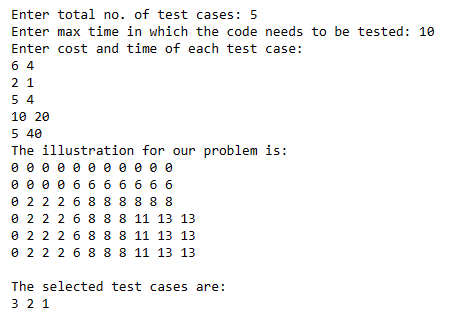 Enter total no. of test cases: 5
Enter max time in which the code needs to be tested: 10
Enter cost and time of each test case:
6 4
2 1
5 4
10 20
5 40
The illustration for our problem is:
0 0 0 0 0 0 0 0 0 0 0
0 0 0 0 6 6 6 6 6 6 6
0 2 2 2 6 8 8 8 8 8 8
0 2 2 2 6 8 8 8 11 13 13
0 2 2 2 6 8 8 8 11 13 13
0 2 2 2 6 8 8 8 11 13 13
The selected test cases are:
3 2 1